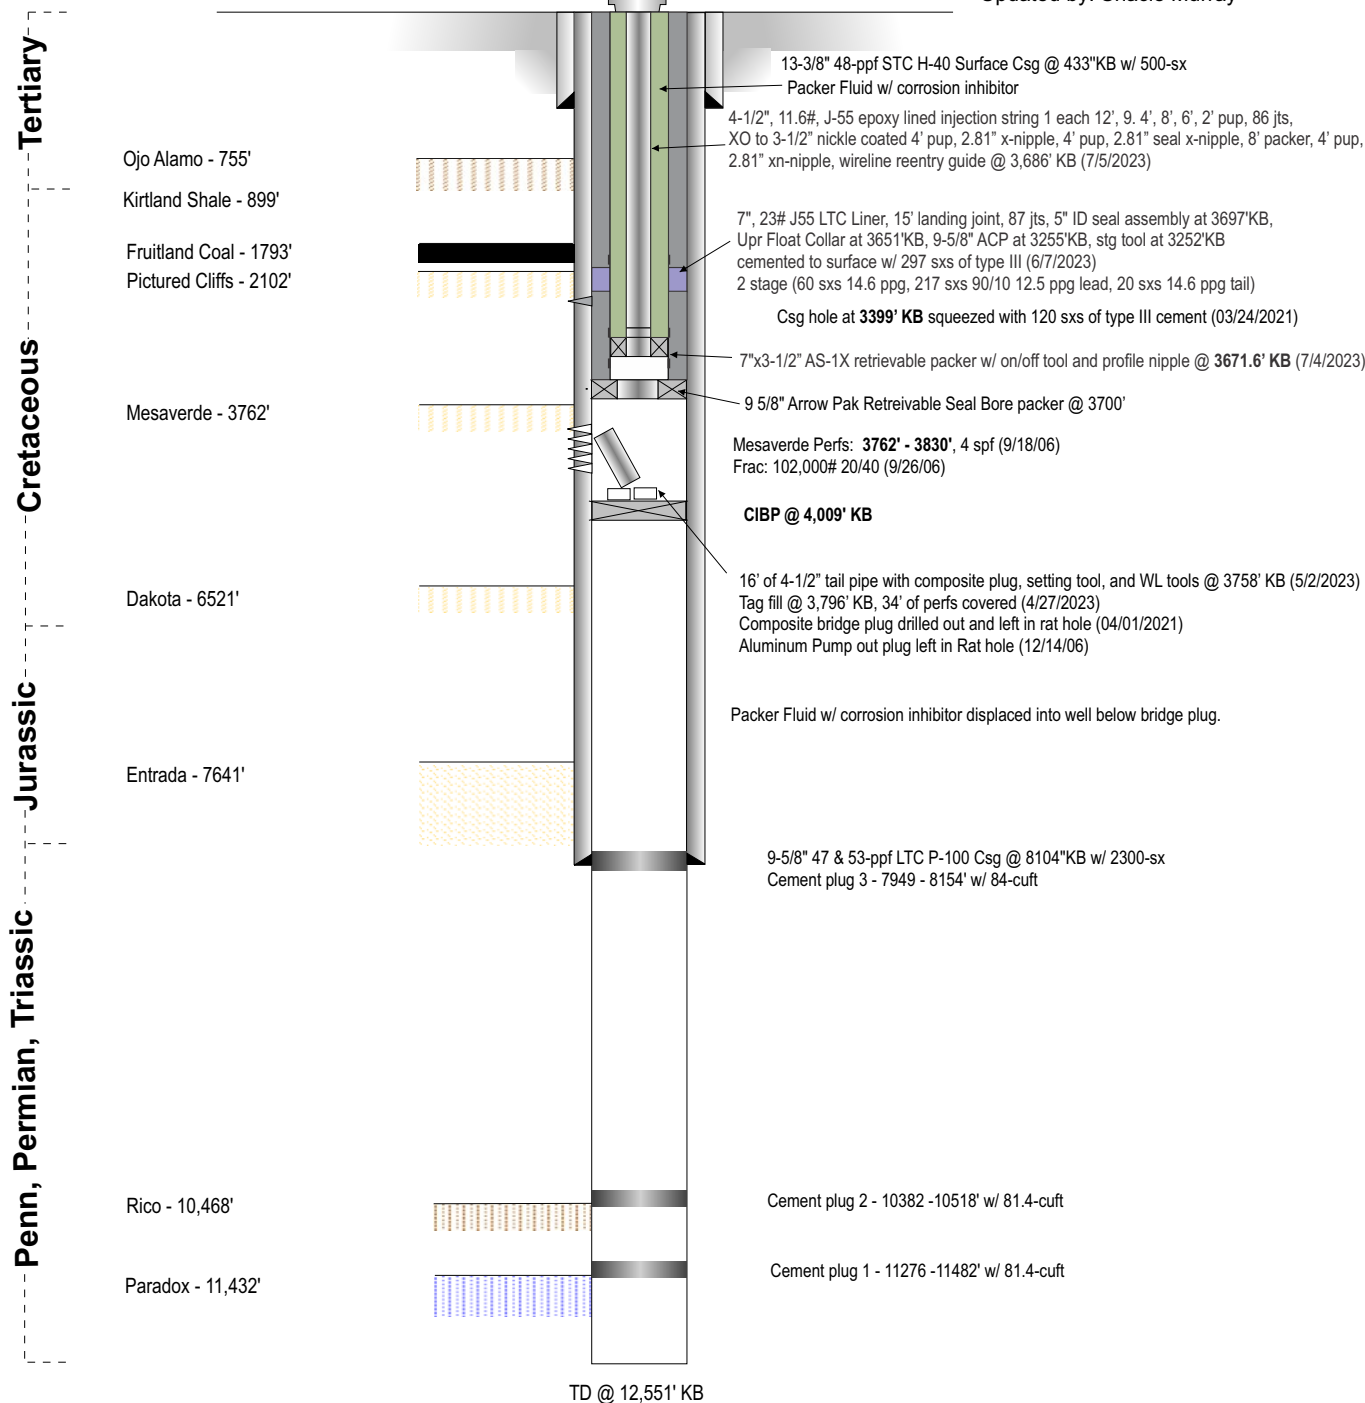 Tertiary
Cretaceous
Jurassic
Penn, Permian, Triassic
Ojo Alamo - 755'
Kirtland Shale - 899'
Fruitland Coal - 1793'
Pictured Cliffs - 2102'
Mesaverde - 3762'
Dakota - 6521'
Entrada - 7641'
Rico - 10,468'
Paradox - 11,432'
13-3/8" 48-ppf STC H-40 Surface Csg @ 433"KB w/ 500-sx
Packer Fluid w/ corrosion inhibitor
4-1/2", 11.6#, J-55 epoxy lined injection string 1 each 12', 9. 4', 8', 6', 2' pup, 86 jts,
XO to 3-1/2" nickle coated 4' pup, 2.81" x-nipple, 4' pup, 2.81" seal x-nipple, 8' packer, 4' pup,
2.81" xn-nipple, wireline reentry guide @ 3,686' KB (7/5/2023)
7", 23# J55 LTC Liner, 15' landing joint, 87 jts, 5" ID seal assembly at 3697'KB,
Upr Float Collar at 3651'KB, 9-5/8" ACP at 3255'KB, stg tool at 3252'KB
cemented to surface w/ 297 sxs of type III (6/7/2023)
2 stage (60 sxs 14.6 ppg, 217 sxs 90/10 12.5 ppg lead, 20 sxs 14.6 ppg tail)
Csg hole at 3399' KB squeezed with 120 sxs of type III cement (03/24/2021)
7"x3-1/2" AS-1X retrievable packer w/ on/off tool and profile nipple @ 3671.6' KB (7/4/2023)
9 5/8" Arrow Pak Retreivable Seal Bore packer @ 3700'
Mesaverde Perfs: 3762' - 3830', 4 spf (9/18/06)
Frac: 102,000# 20/40 (9/26/06)
CIBP @ 4,009' KB
16' of 4-1/2" tail pipe with composite plug, setting tool, and WL tools @ 3758' KB (5/2/2023)
Tag fill @ 3,796' KB, 34' of perfs covered (4/27/2023)
Composite bridge plug drilled out and left in rat hole (04/01/2021)
Aluminum Pump out plug left in Rat hole (12/14/06)
Packer Fluid w/ corrosion inhibitor displaced into well below bridge plug.
9-5/8" 47 & 53-ppf LTC P-100 Csg @ 8104"KB w/ 2300-sx
Cement plug 3 - 7949 - 8154' w/ 84-cuft
Cement plug 2 - 10382 -10518' w/ 81.4-cuft
Cement plug 1 - 11276 -11482' w/ 81.4-cuft
TD @ 12,551' KB